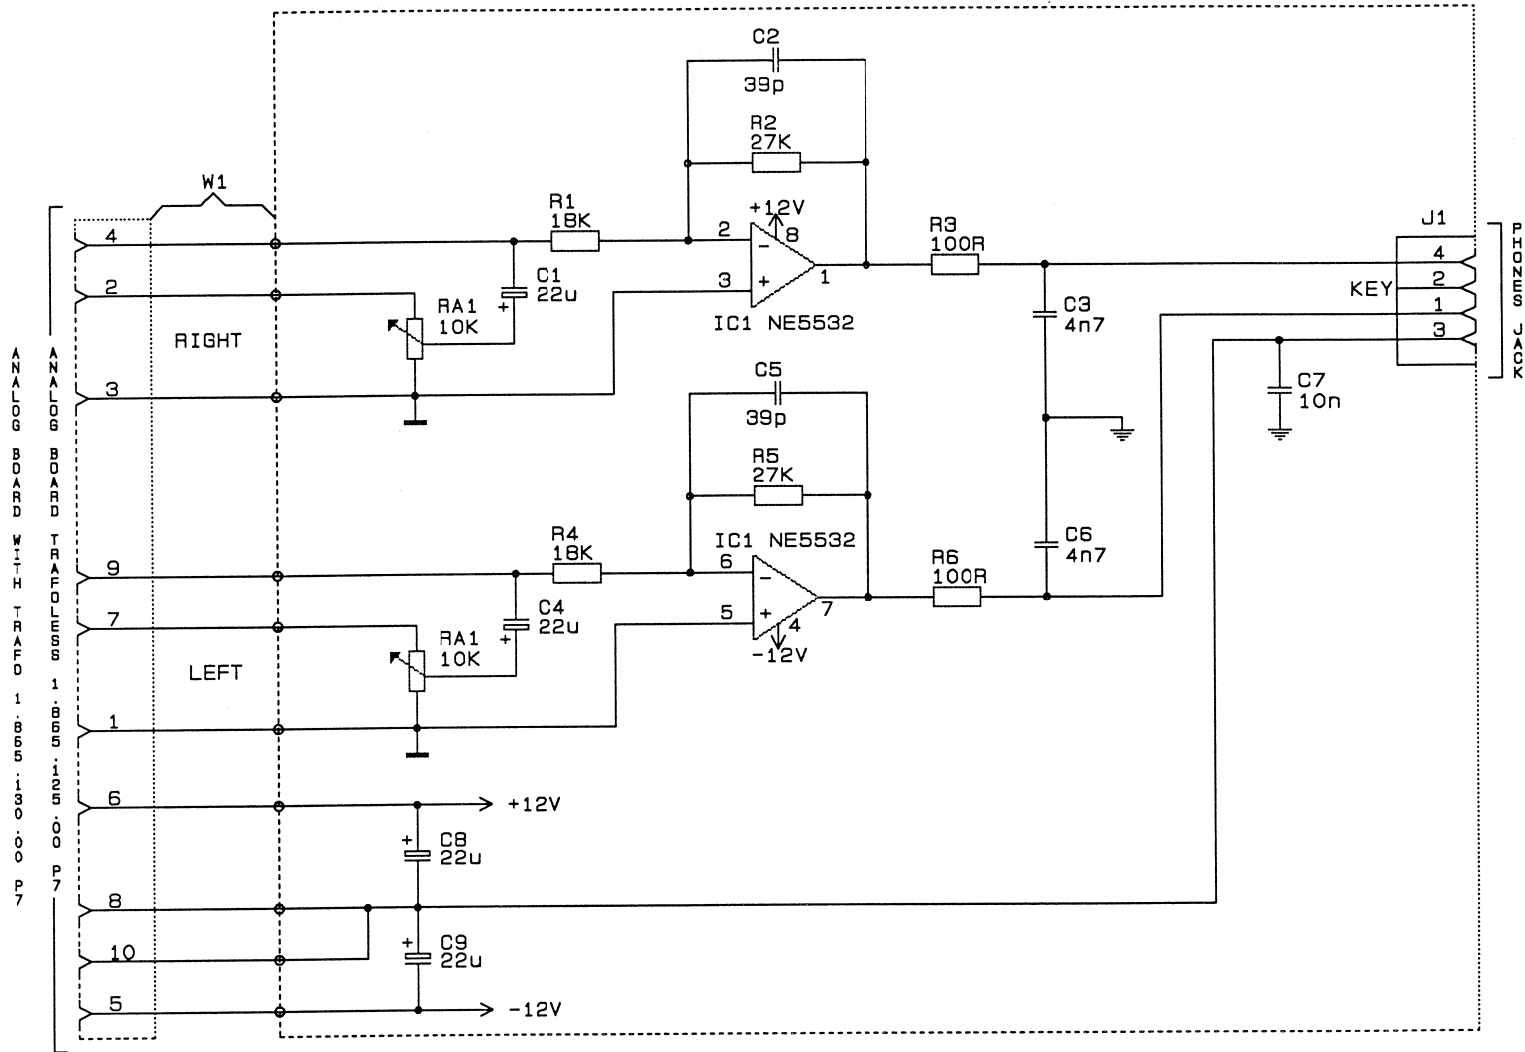 C2
39p
R2
27K
W1
R1
18K
+12V
2
8
3
1
R3
100R
J1
4
2
3
C1
22u
RA1
10K
RIGHT
IC1 NE5532
C3
4n7
KEY
4
2
1
3
PHONES JACK
C7
10n
C5
39p
R5
27K
IC1 NE5532
R4
18K
6
5
7
4
-12V
R6
100R
C6
4n7
9
7
1
C4
22u
RA1
10K
LEFT
6
+12V
C8
22u
8
10
C9
22u
5
-12V
ANALOG BOARD TRAFOLESS 1.865.125.00 P7
ANALOG BOARD WITH TRAFO 1.865.130.00 P7
+
-
+
+
-
+
+
+